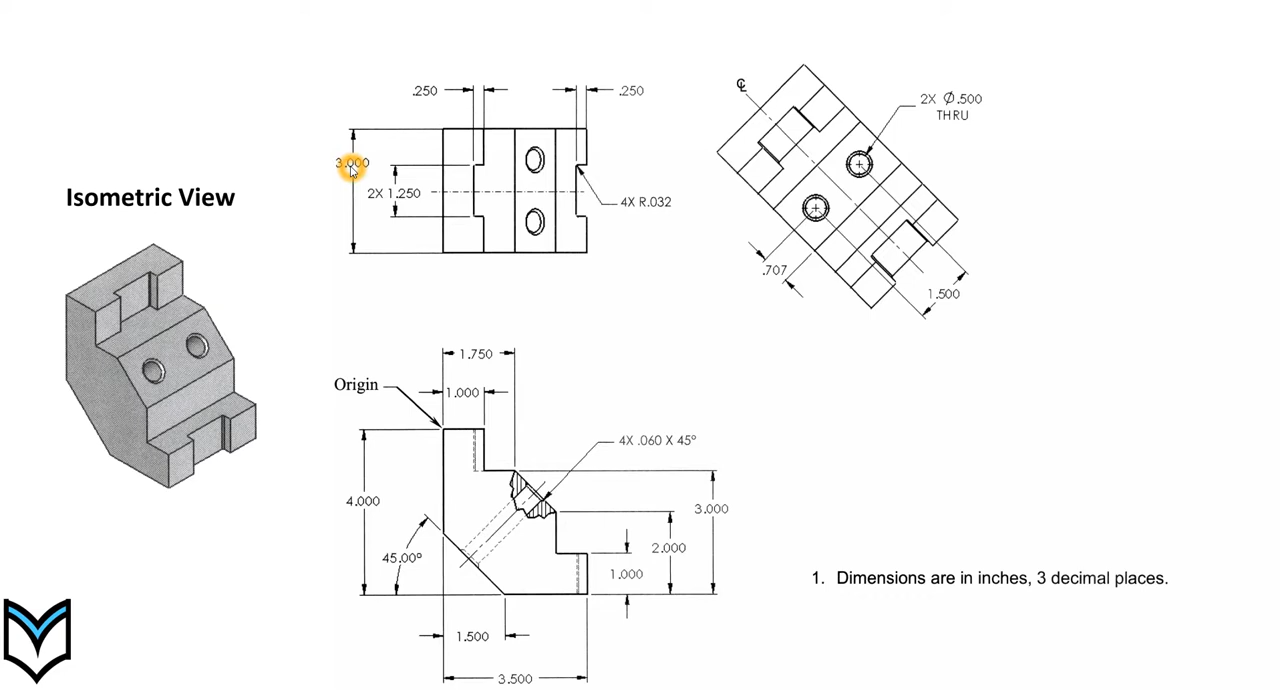 .250
.250
℄
2X Ø.500
THRU
3.000
Isometric View
2X 1.250
4X R.032
.707
1.500
1.750
Origin
1.000
4X .060 X 45º
4.000
3.000
2.000
45.00º
1.000
1. Dimensions are in inches, 3 decimal places.
1.500
3.500